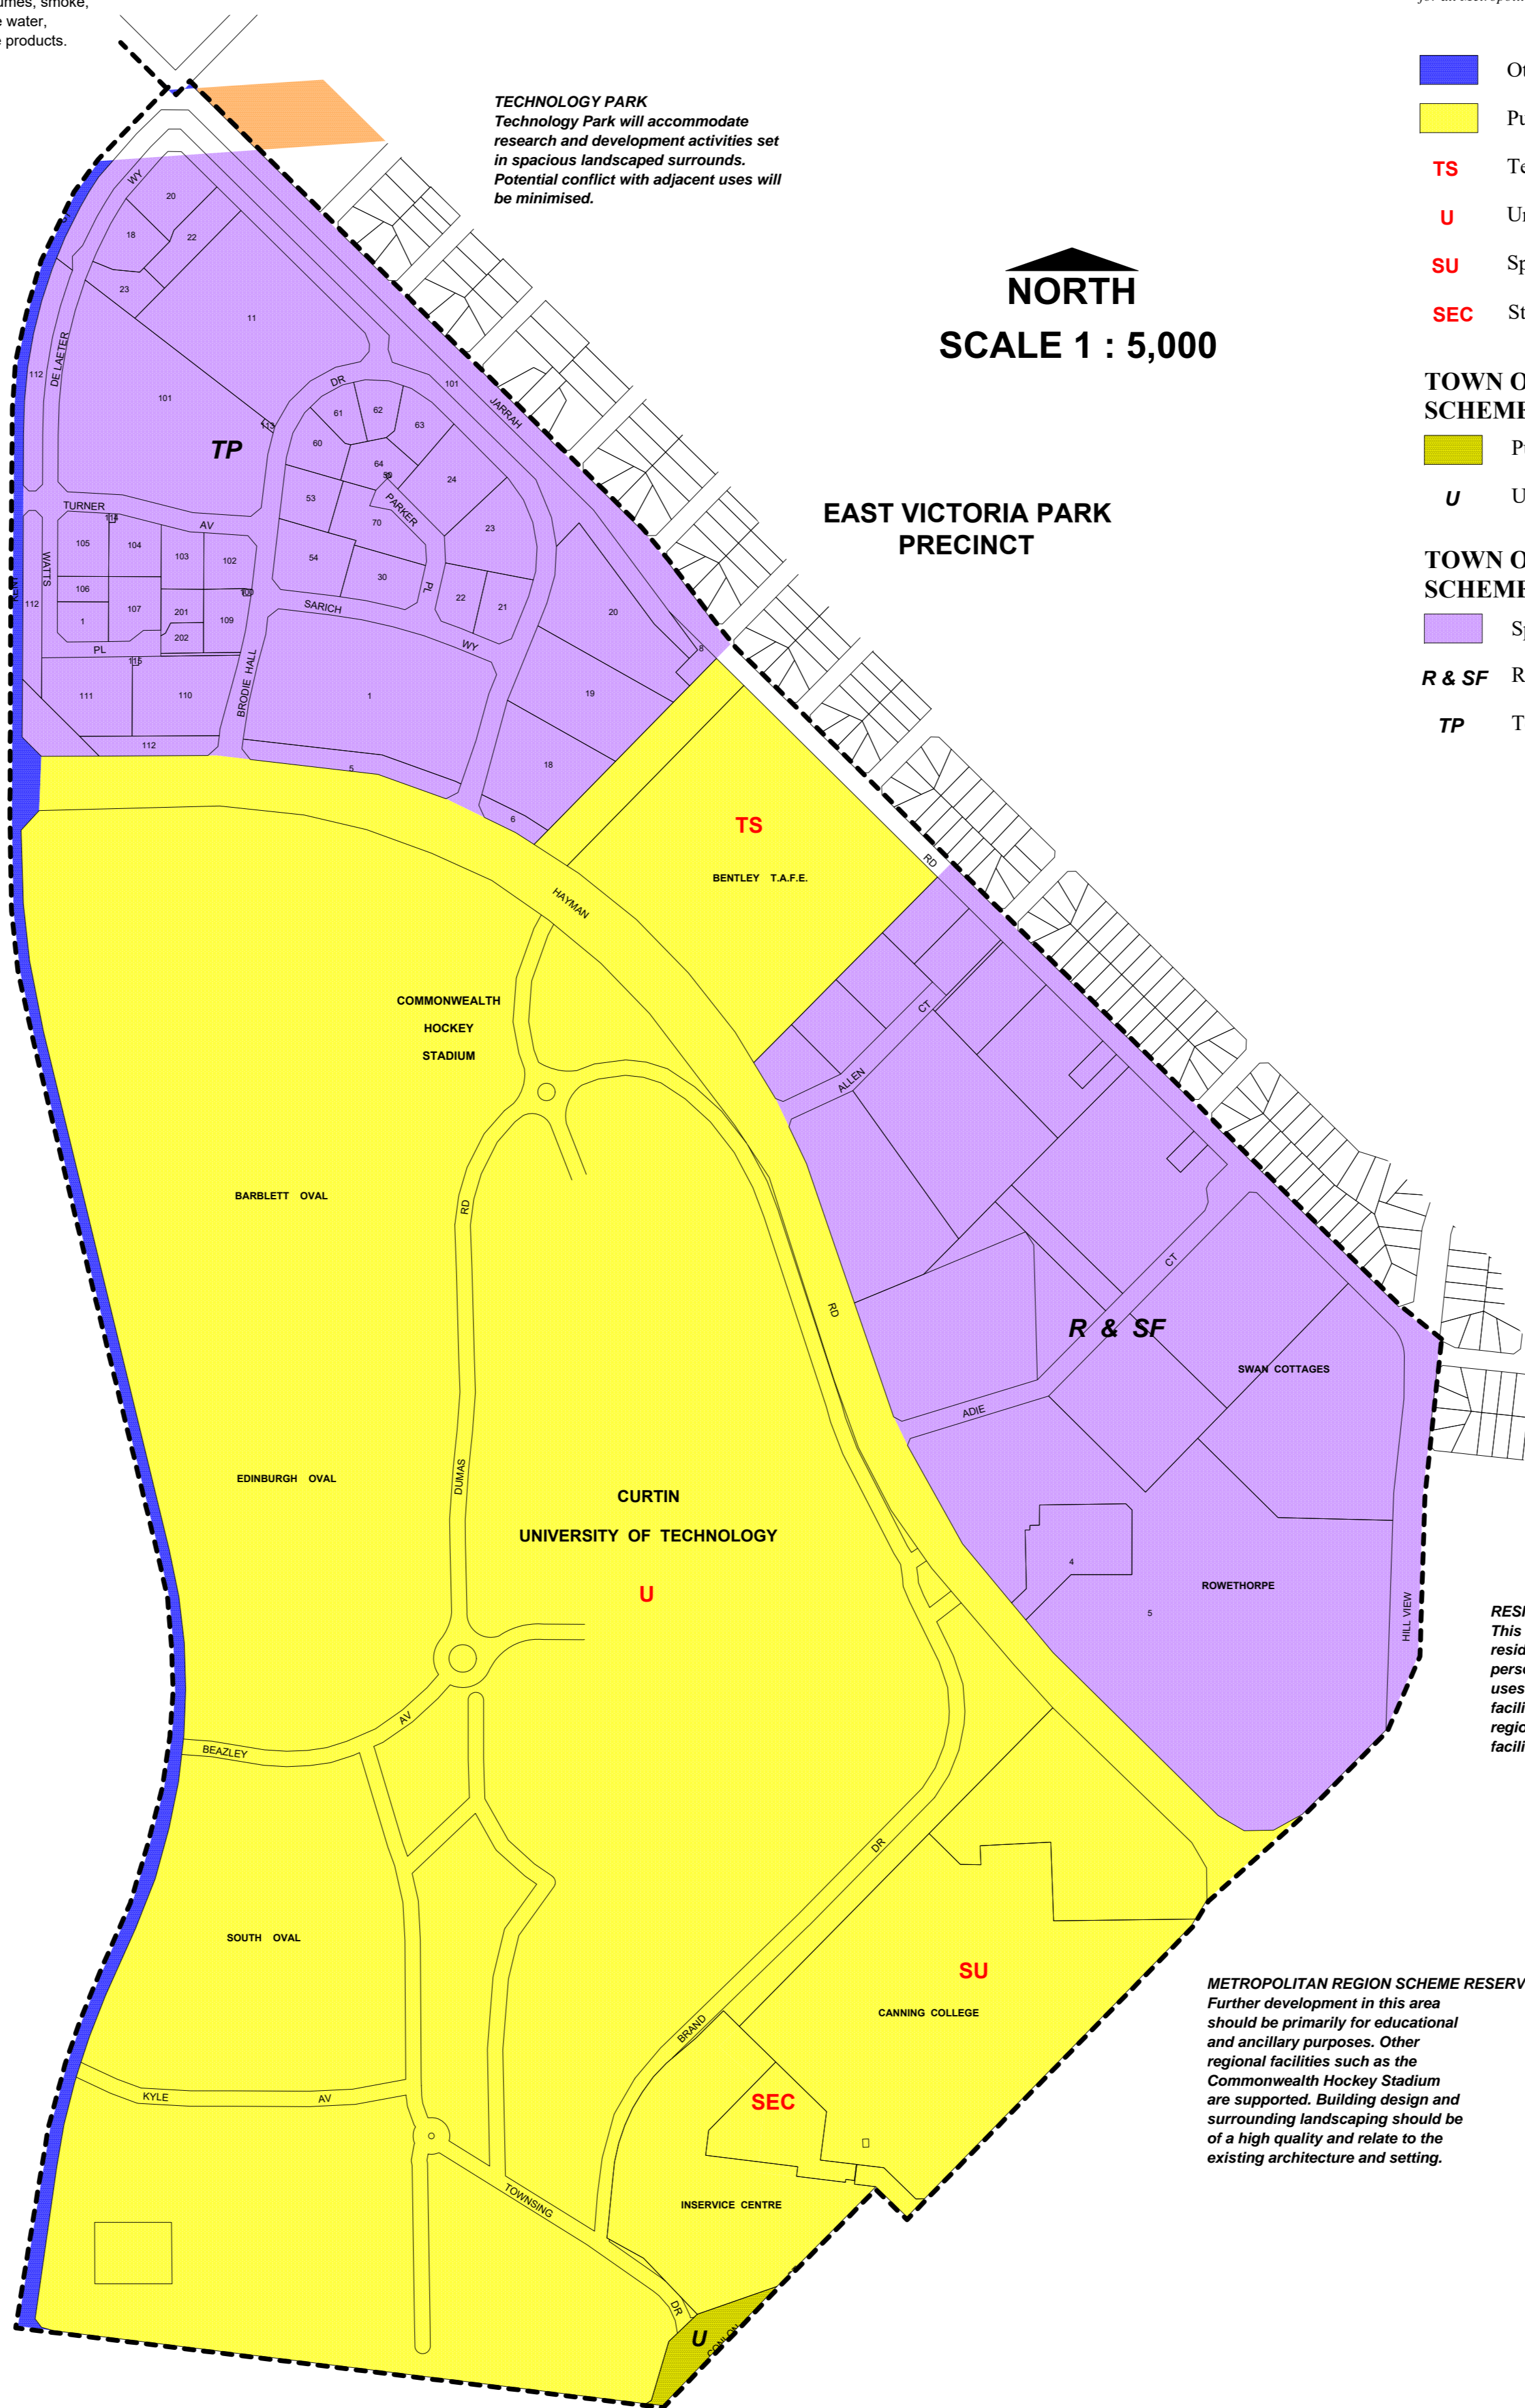 smoke,
water,
products.
TECHNOLOGY PARK
Technology Park will accommodate
research and development activities set
in spacious landscaped surrounds.
Potential conflict with adjacent uses will
be minimised.
NORTH
SCALE 1 : 5,000
EAST VICTORIA PARK
PRECINCT
TS
U
SU
SEC
TOWN
SCHEME
U
TOWN
SCHEME
R & SF
TP
WY
20
18
22
23
11
DE LAETER
112
101
113
TP
DR
101
JARRAH
61
62
63
60
64
24
53
PARKER
70
23
54
30
PL
22
21
TURNER
114
AV
105
104
103
102
WATTS
106
107
201
109
100
1
202
112
KENT
PL
115
111
110
112
BRODIE HALL
SARICH
WY
1
5
20
8
19
18
6
TS
BENTLEY T.A.F.E.
RD
HAYMAN
COMMONWEALTH
HOCKEY
STADIUM
CT
ALLEN
BARBLETT OVAL
RD
RD
CT
R & SF
SWAN COTTAGES
ADIE
EDINBURGH OVAL
DUMAS
CURTIN
UNIVERSITY OF TECHNOLOGY
U
4
5
ROWETHORPE
HILL VIEW
This
uses
BEAZLEY
AV
DR
SOUTH OVAL
SU
CANNING COLLEGE
METROPOLITAN REGION SCHEME
Further development in this area
should be primarily for educational
and ancillary purposes. Other
regional facilities such as the
Commonwealth Hockey Stadium
are supported. Building design and
surrounding landscaping should be
of a high quality and relate to the
existing architecture and setting.
BRAND
SEC
KYLE
AV
TOWNSING
INSERVICE CENTRE
DR
U
CONLON